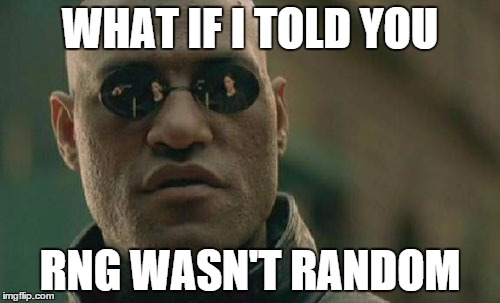 WHAT IF I TOLD YOU
RNG WASN'T RANDOM
imgflip.com